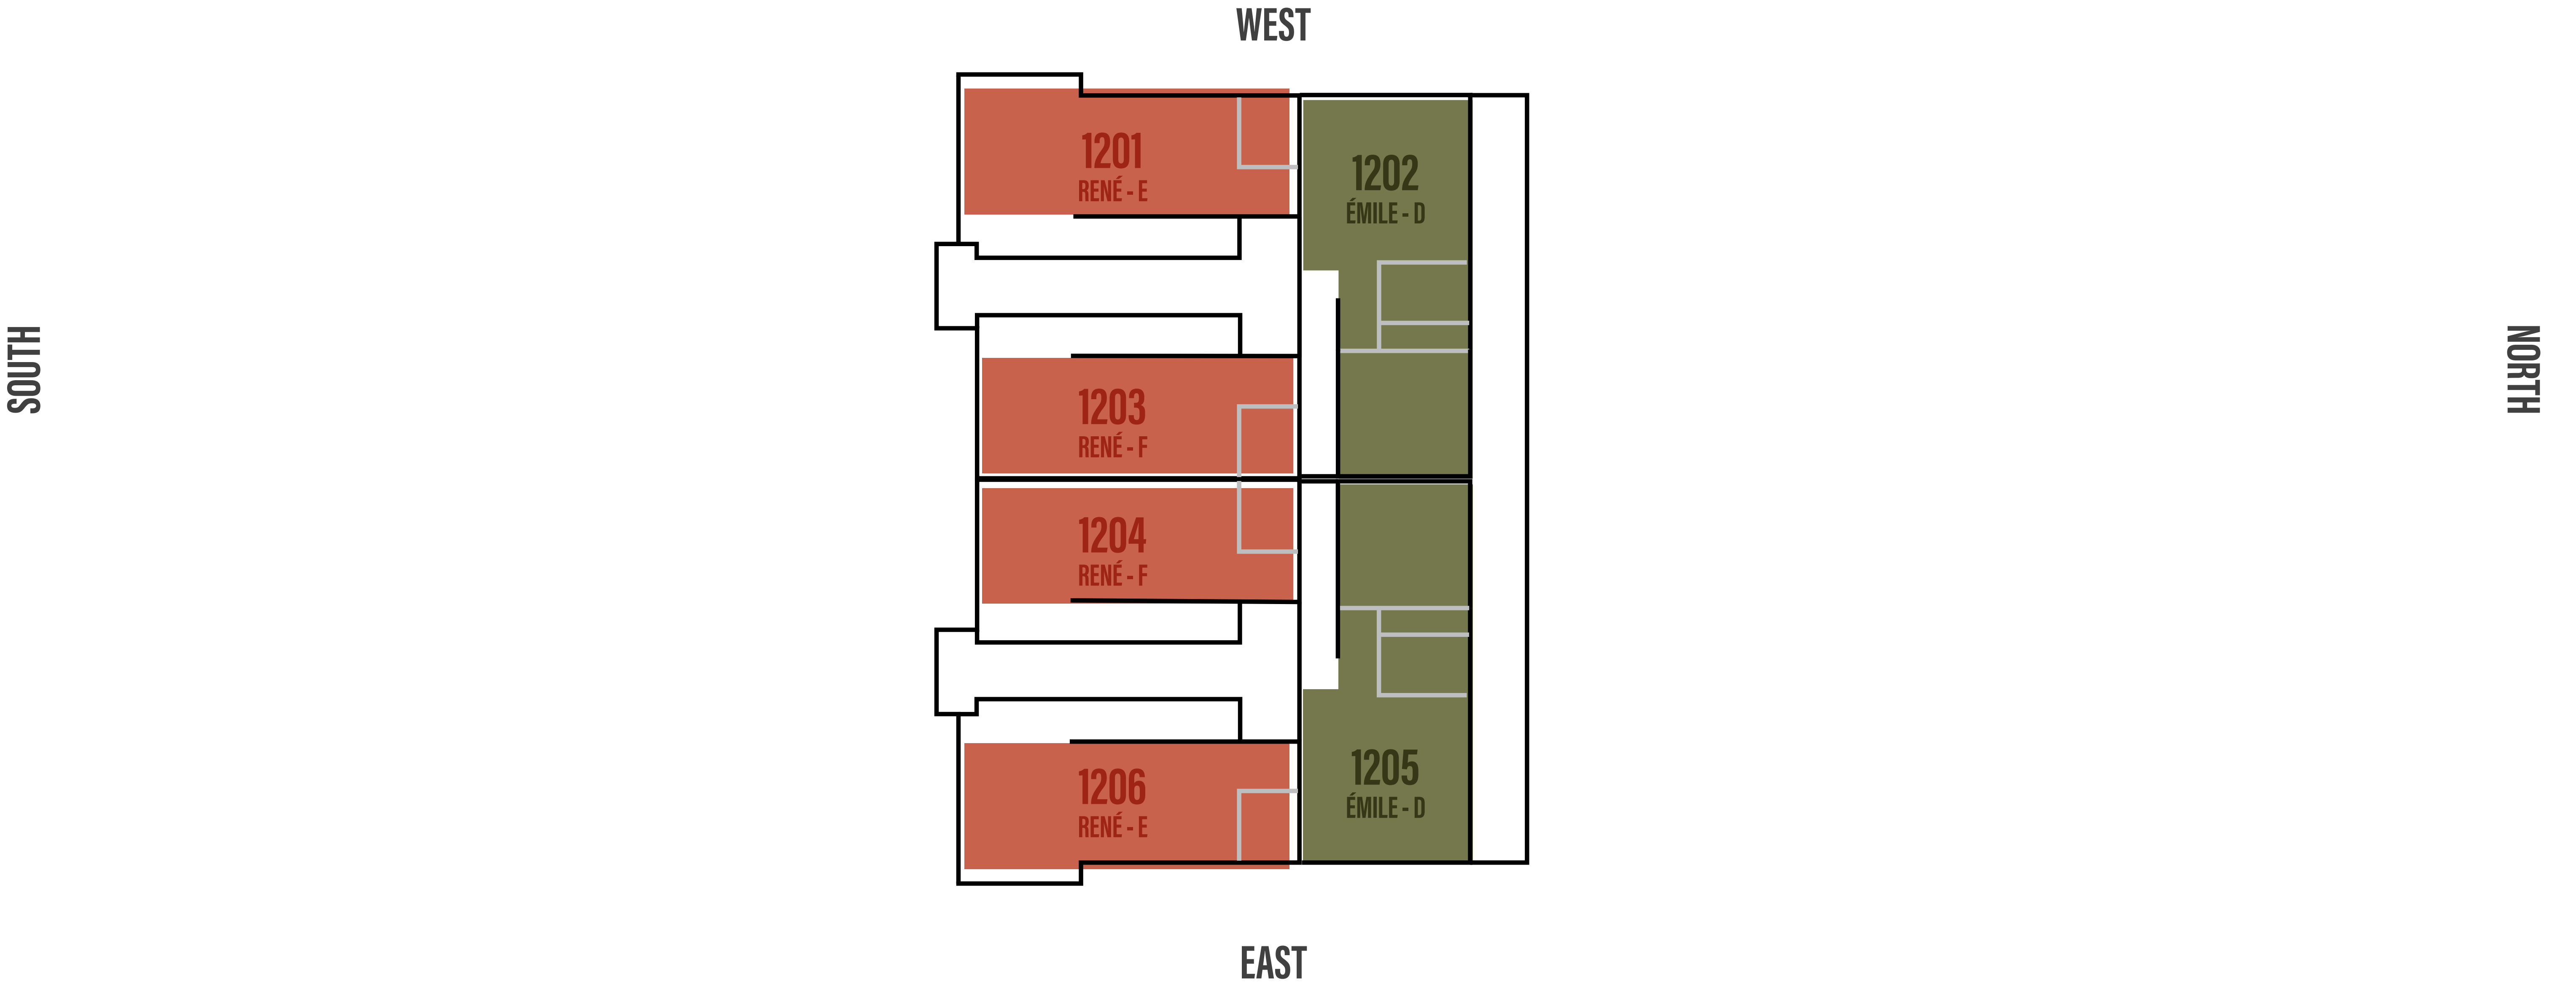 WEST
1201
RENÉ - E
1202
ÉMILE - D
SOUTH
NORTH
1203
RENÉ - F
1204
RENÉ - F
1205
ÉMILE - D
1206
RENÉ - E
EAST